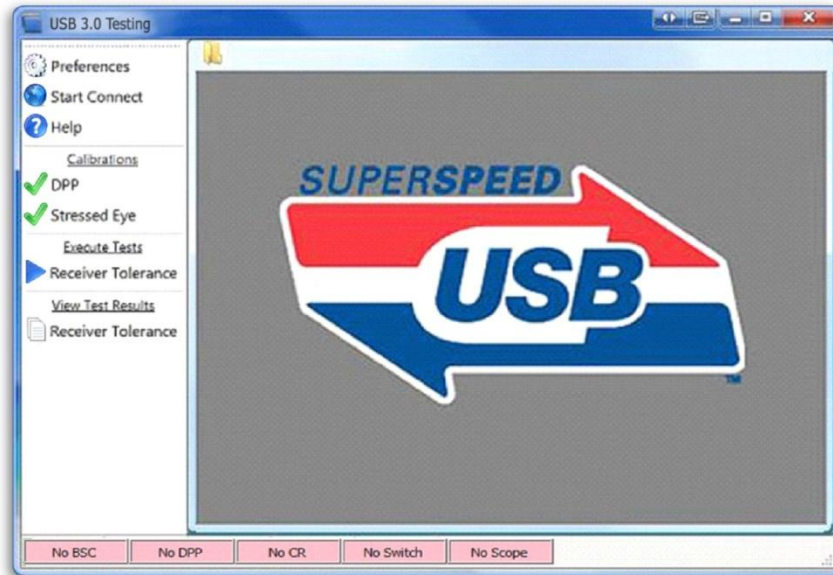 USB 3.0 Testing
Preferences
Start Connect
Help
Calibrations
DPP
Stressed Eye
Execute Tests
Receiver Tolerance
View Test Results
Receiver Tolerance
SUPERSPEED
USB
TM
No BSC No DPP No CR No Switch No Scope